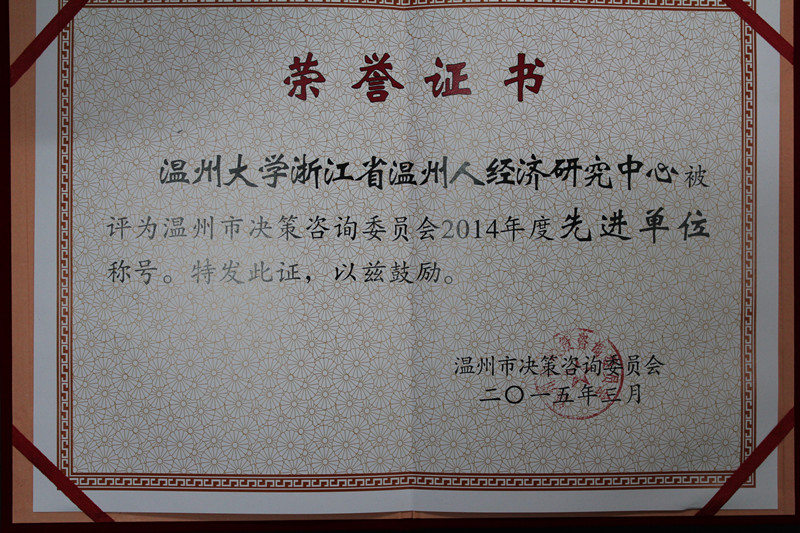 荣誉证书
温州大学浙江省温州人经济研究中心被
评为温州市决策咨询委员会2014年度先进单位
称号。特发此证，以兹鼓励。
温州市决策咨询委员会
二〇一五年三月